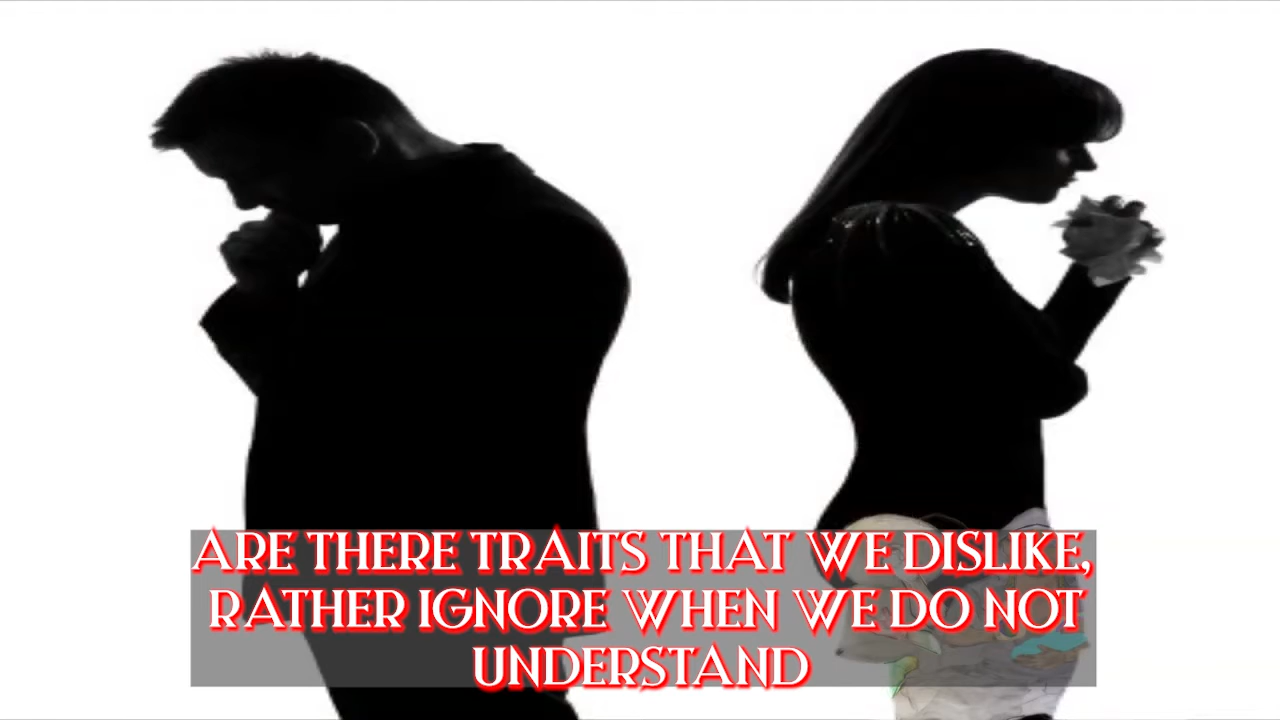 ARE THERE TRAITS THAT WE DISLIKE,
RATHER IGNORE WHEN WE DO NOT
UNDERSTAND